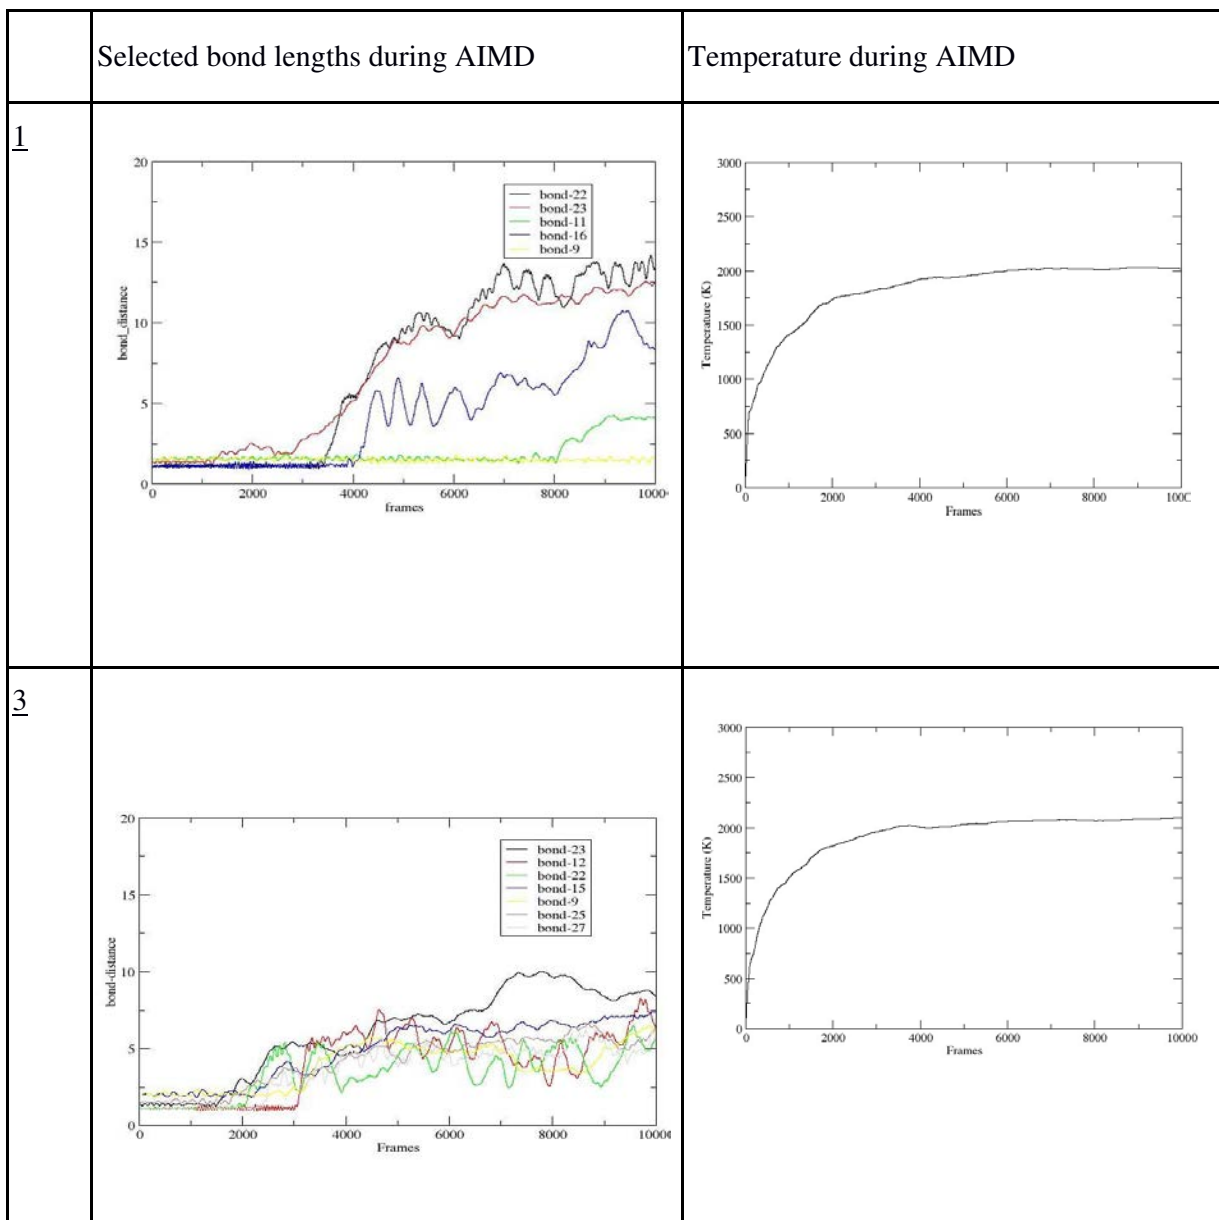 Selected bond lengths during AIMD
Temperature during AIMD
1
20
15
10
5
0
bond_distance
bond-22
bond-23
bond-11
bond-16
bond-9
0 2000 4000 6000 8000
frames
3000
2500
2000
1500
1000
500
0
Temperature (K)
0 2000 4000 6000 8000
Frames
3
20
15
10
5
0
bond-distance
bond-23
bond-12
bond-22
bond-15
bond-9
bond-25
bond-27
0 2000 4000 6000 8000
Frames
3000
2500
2000
1500
1000
500
0
Temperature (K)
0 2000 4000 6000 8000 10000
Frames